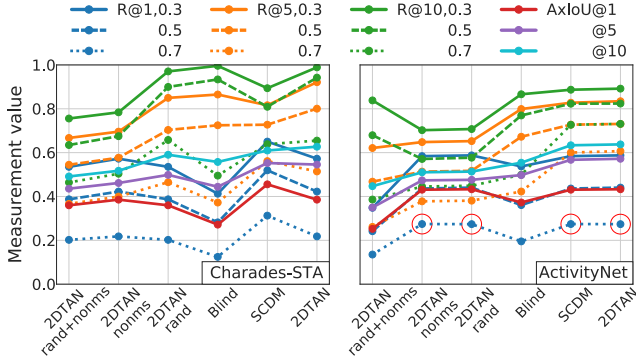 R@1,0.3 R@5,0.3 R@10,0.3 AxIoU@1
0.5 0.5 0.5 @5
0.7 0.7 0.7 @10
Measurement value
1.0
0.8
0.6
0.4
0.2
0.0
Charades-STA
ActivityNet
2DTAN
rand+nonms
2DTAN
nonms
2DTAN
rand
Blind
SCDM
2DTAN
2DTAN
rand+nonms
2DTAN
nonms
2DTAN
rand
Blind
SCDM
2DTAN